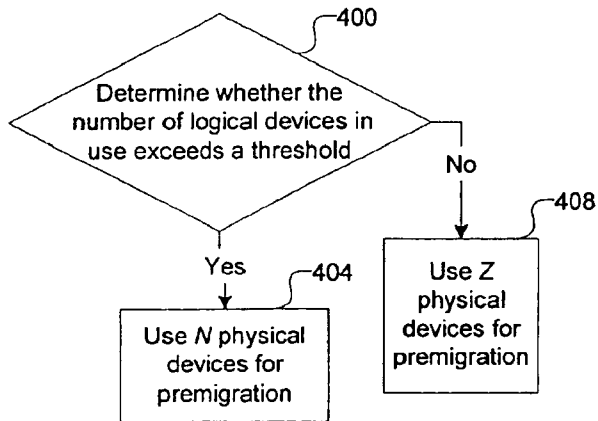 400
Determine whether the
number of logical devices in
use exceeds a threshold
No
408
Yes
404
Use Z
physical
devices for
premigration
Use N physical
devices for
premigration